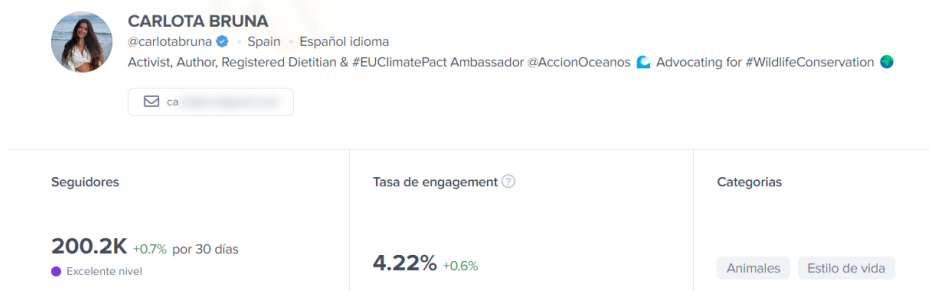 CARLOTA BRUNA
@carlotabruna Spain Español idioma
Activist, Author, Registered Dietitian & #EUClimatePact Ambassador @AccionOceanos 🌊 Advocating for #WildlifeConservation 🌍
ca
Seguidores
200.2K +0.7% por 30 días
Excelente nivel
Tasa de engagement ?
4.22% +0.6%
Categorias
Animales Estilo de vida